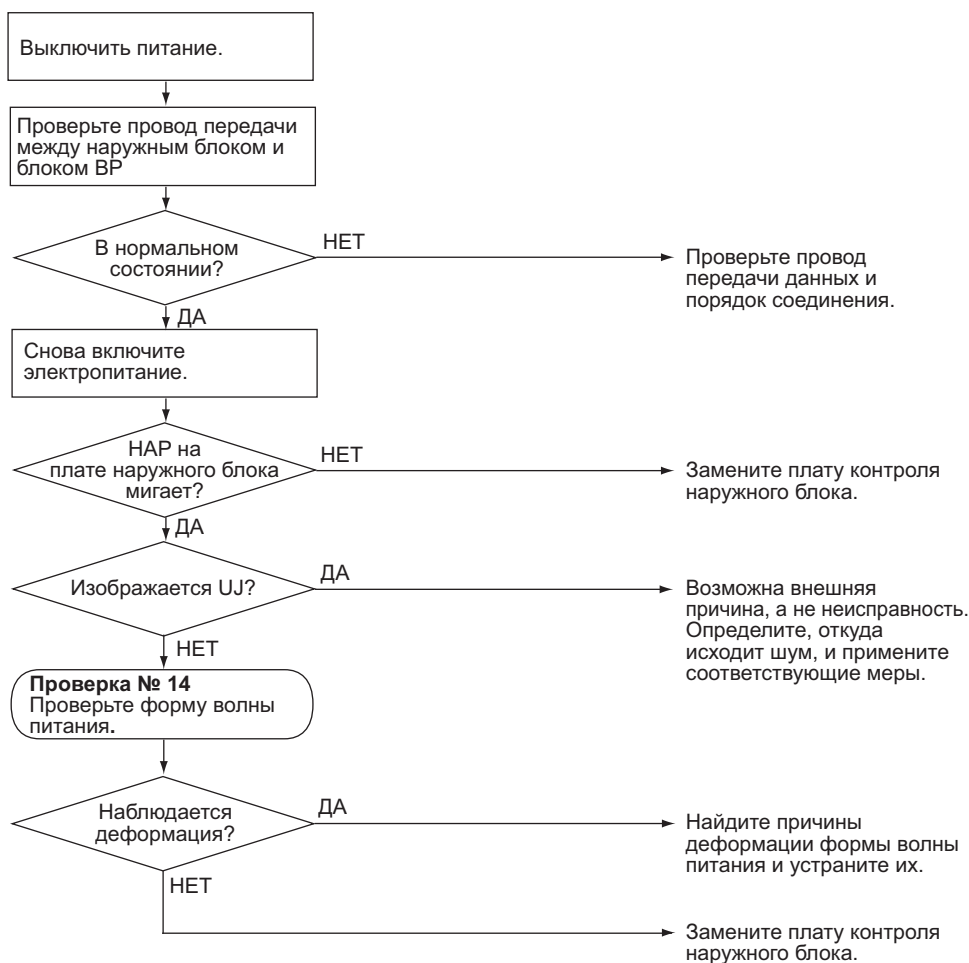 Выключить питание.
Проверьте провод передачи
между наружным блоком и
блоком ВР
В нормальном
состоянии?
НЕТ
Проверьте провод
передачи данных и
порядок соединения.
ДА
Снова включите
электропитание.
НАР на
плате наружного блока
мигает?
НЕТ
Замените плату контроля
наружного блока.
ДА
Изображается UJ?
ДА
Возможна внешняя
причина, а не неисправность.
Определите, откуда
исходит шум, и примените
соответствующие меры.
НЕТ
Проверка № 14
Проверьте форму волны
питания.
Наблюдается
деформация?
ДА
Найдите причины
деформации формы волны
питания и устраните их.
НЕТ
Замените плату контроля
наружного блока.